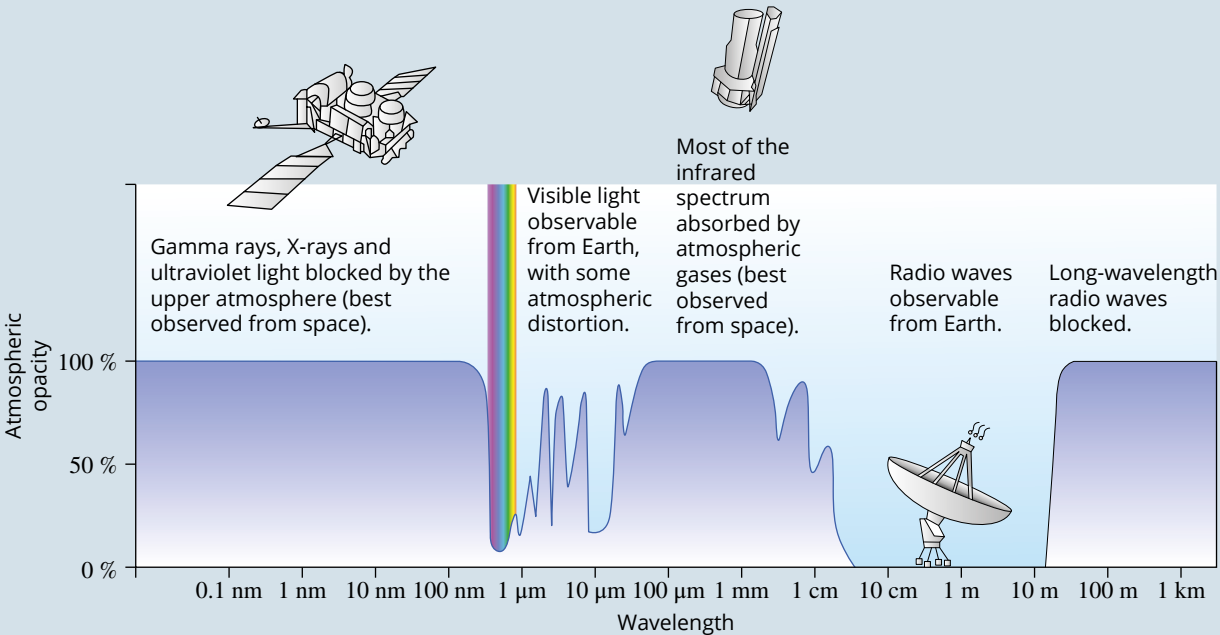 Most of the
infrared
spectrum
absorbed by
atmospheric
gases (best
observed
from space).
Visible light
observable
from Earth,
with some
atmospheric
distortion.
Gamma rays, X-rays and
ultraviolet light blocked by the
upper atmosphere (best
observed from space).
Radio waves
observable
from Earth.
Long-wavelength
radio waves
blocked.
Atmospheric
opacity
100 %
50 %
0 %
0.1 nm 1 nm 10 nm 100 nm 1 μm 10 μm 100 μm 1 mm 1 cm 10 cm 1 m 10 m 100 m 1 km
Wavelength